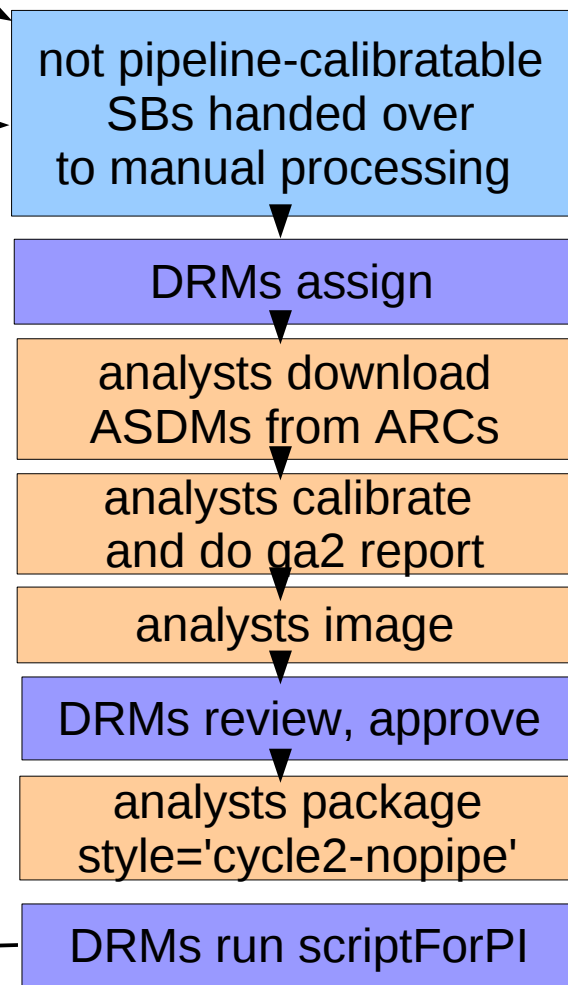 not pipeline-calibratable
SBs handed over
to manual processing
DRMs assign
analysts download
ASDMs from ARCs
analysts calibrate
and do qa2 report
analysts image
DRMs review, approve
analysts package
style='cycle2-nopipe'
DRMs run scriptForPI